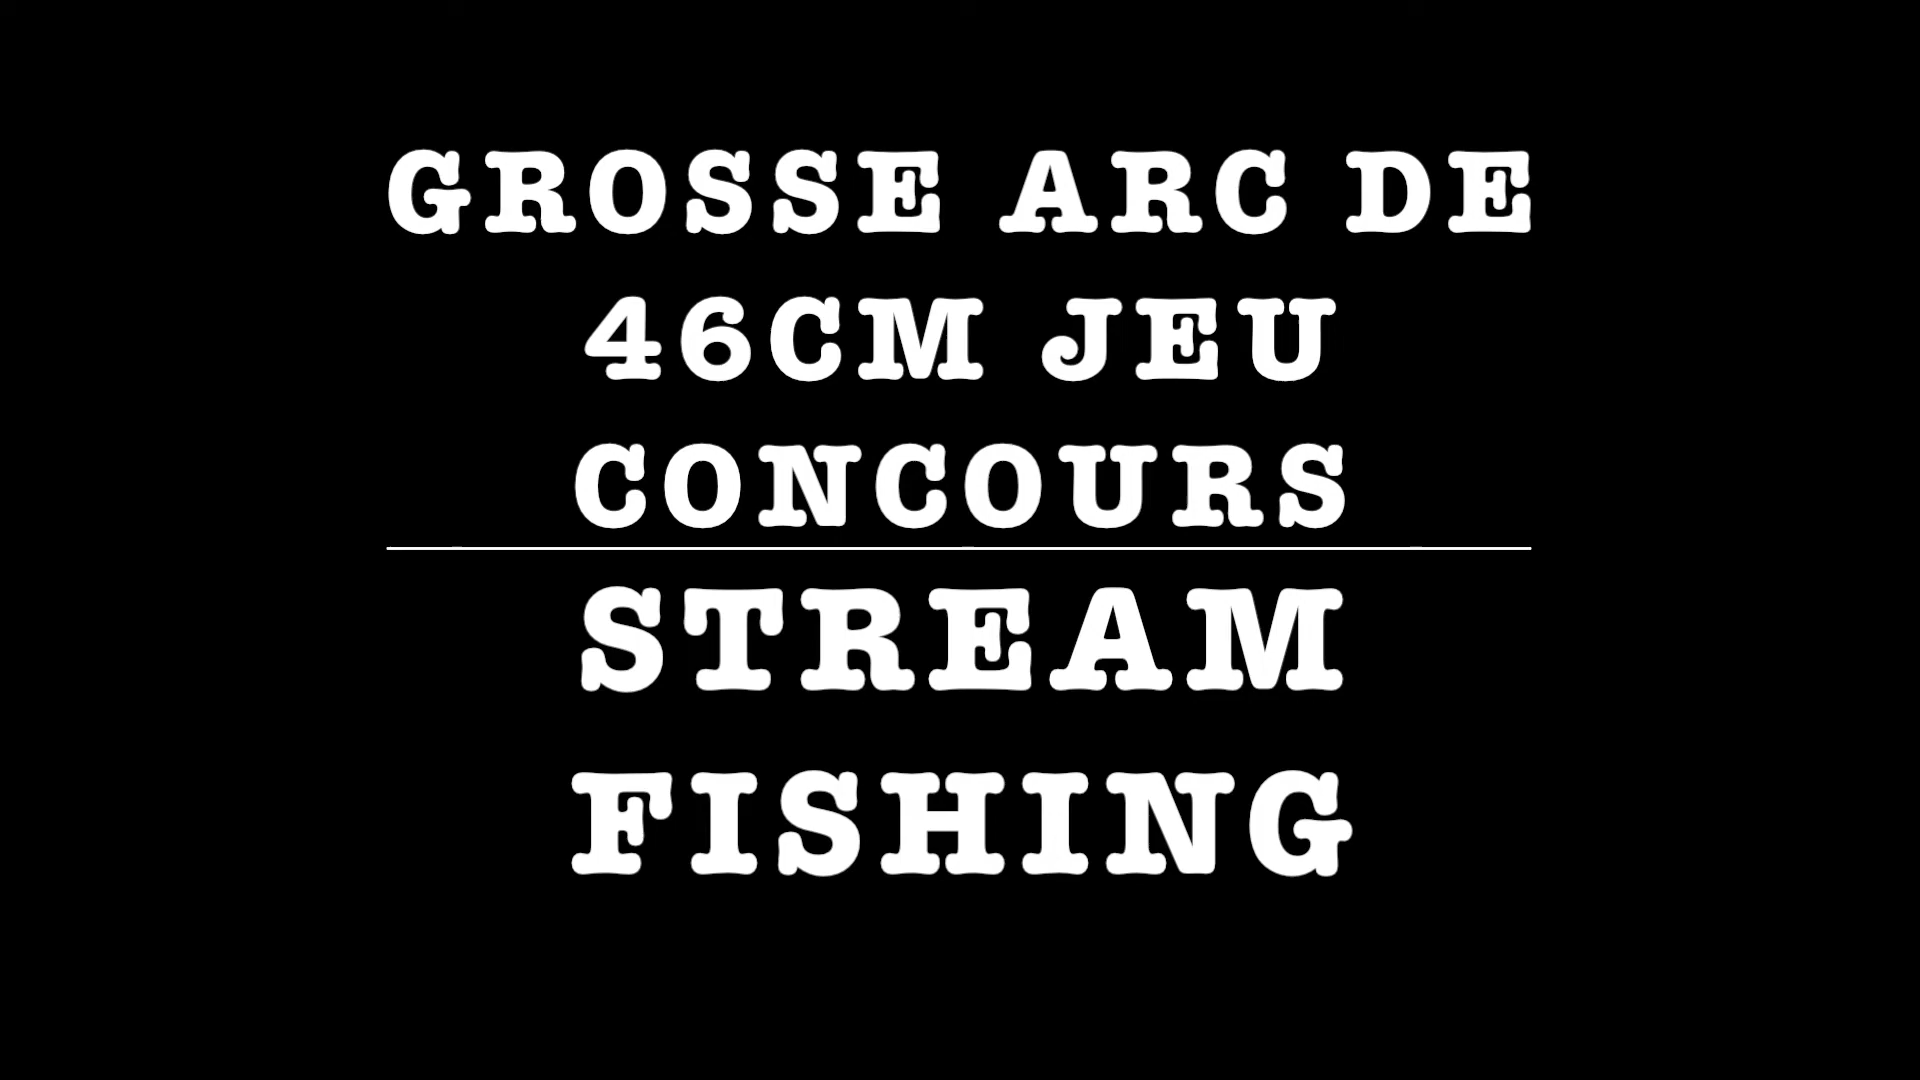 GROSSE ARC DE
46CM JEU
CONCOURS
STREAM
FISHING